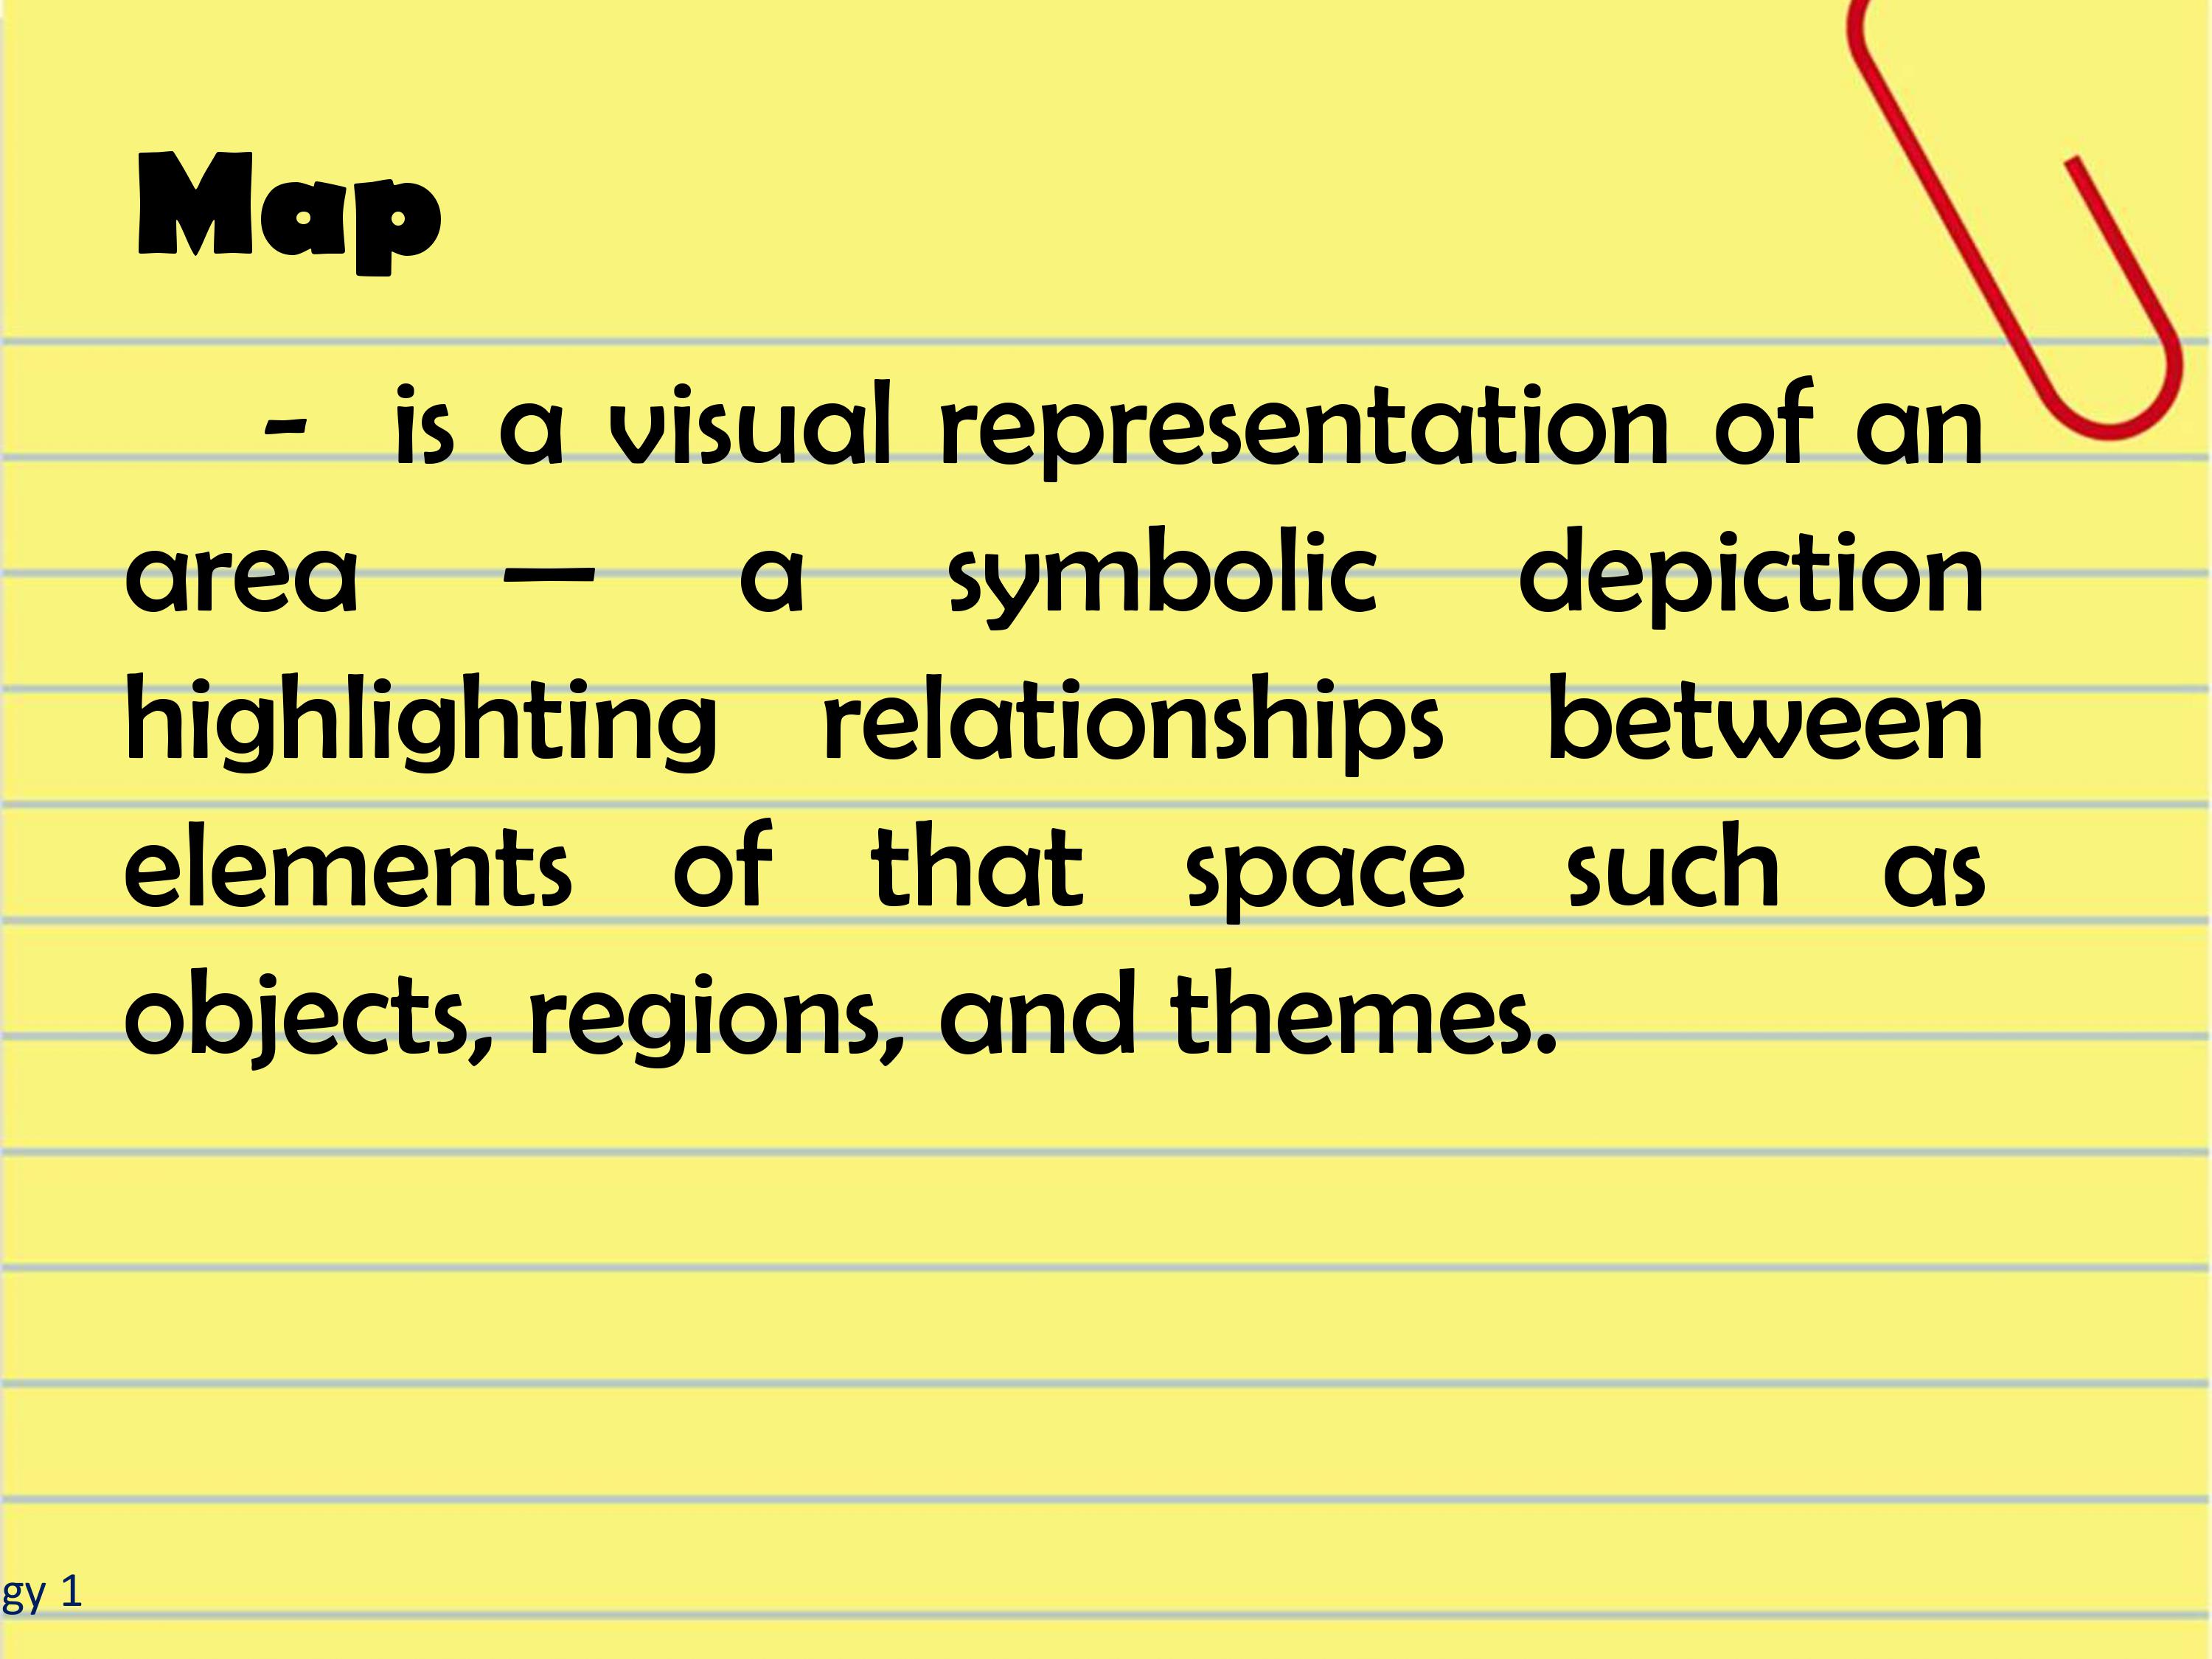 Map
- is a visual representation of an
area — a symbolic depiction
highlighting relationships between
elements of that space such as
objects, regions, and themes.
gy 1